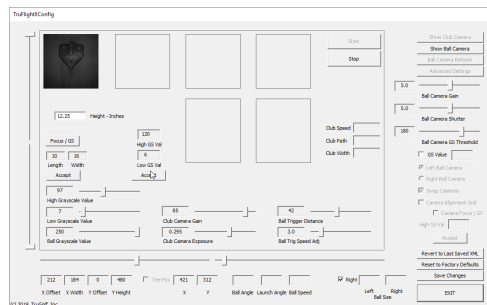 TruFlightIIConfig
Show Club Camera
Start
Show Ball Camera
Stop
Ball Camera Refresh
Advanced Settings
5.0
Ball Camera Gain
5.0
Ball Camera Shutter
12.25 Height - Inches
120
High GS Val
Club Speed
180
Ball Camera GS Threshold
Focus / GS
6
Low GS Val
Club Path
GS Value
10 16
Length Width
Club Width
Left Ball Camera
Accept
Accept
Right Ball Camera
97
High Grayscale Value
Swap Cameras
Camera Alignment Grid
7 85 42
Low Grayscale Value Club Camera Gain Ball Trigger Distance
Camera Focus / GS
High GS Val
250 0.295 3.0
Ball Grayscale Value Club Camera Exposure Ball Trig Speed Adj
Accept
Revert to Last Saved XML
Reset to Factory Defaults
212 184 0 480 Tee Pos 421 312 Right
Save Changes
X Offset X Width Y Offset Y Height X Y Ball Angle Launch Angle Ball Speed Left Right
Ball Size
EXIT
(C) 2018, TruGolf, Inc.